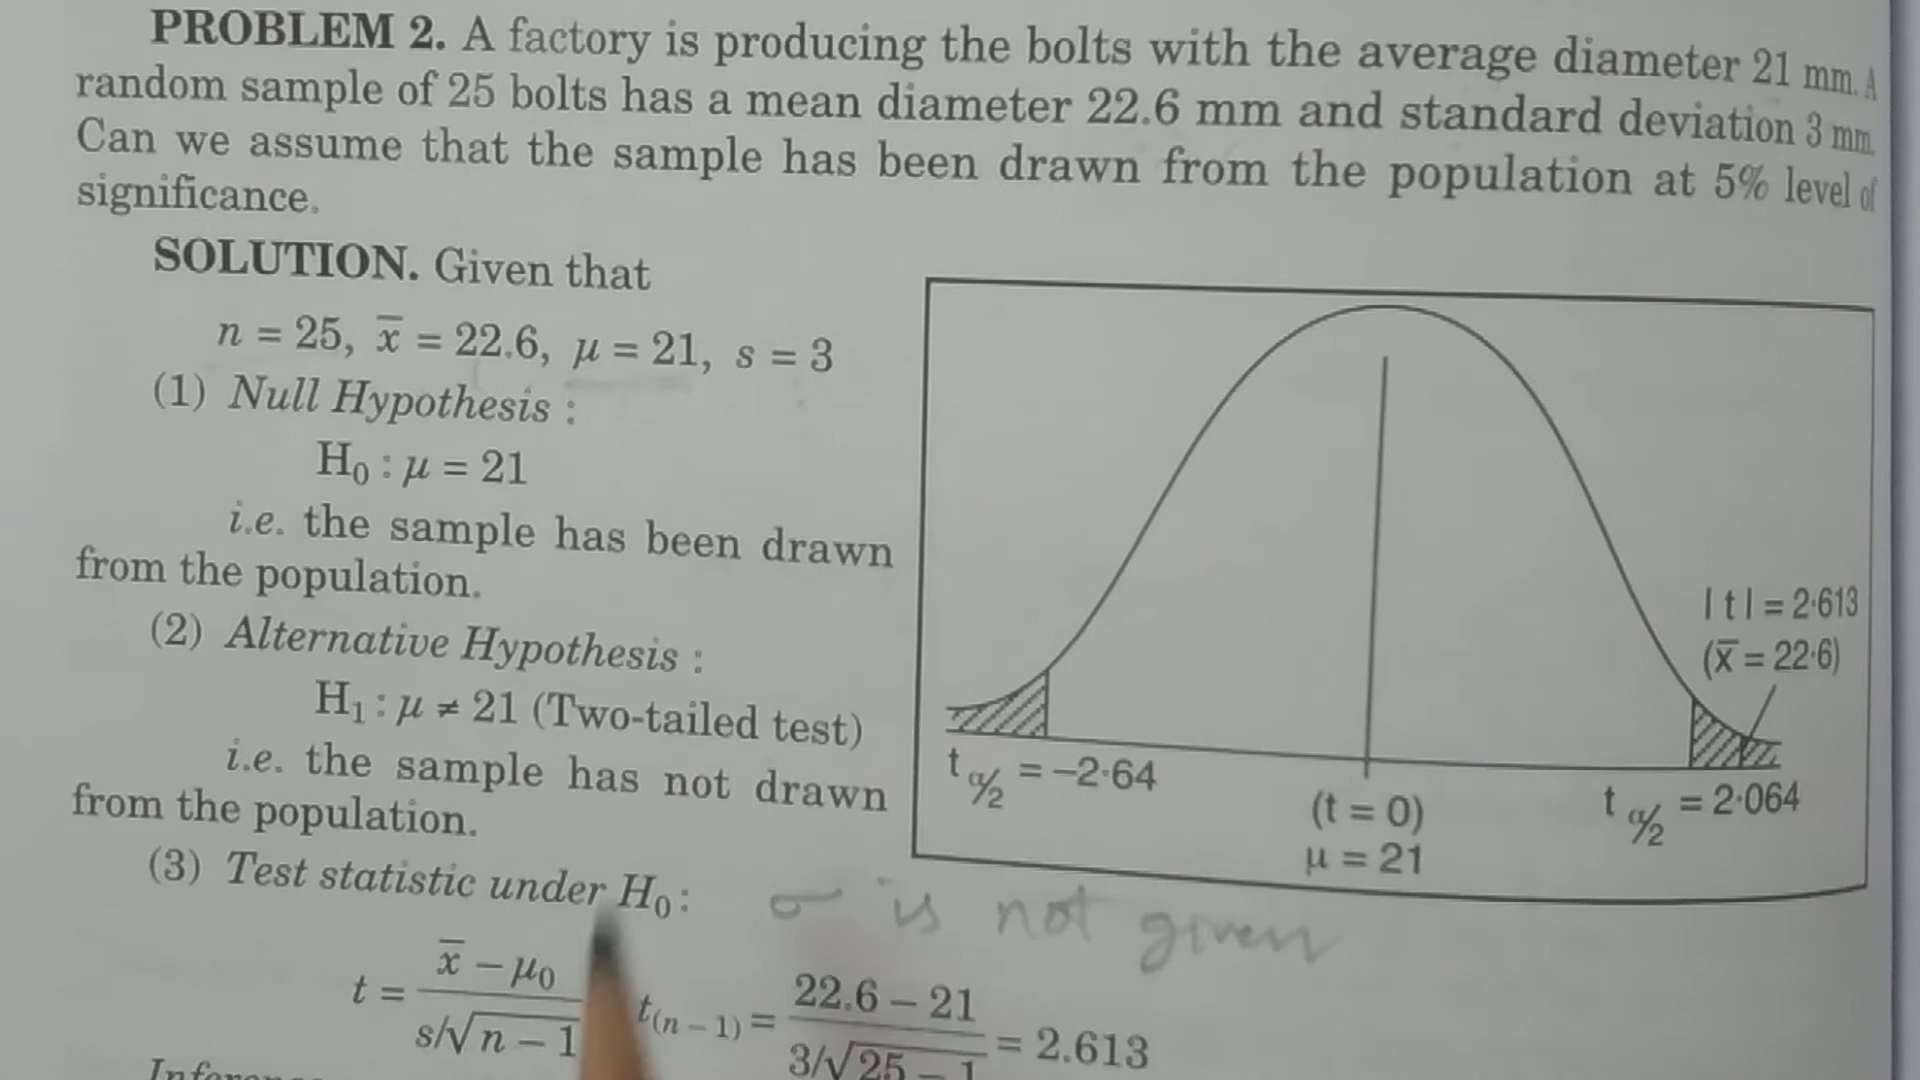 PROBLEM 2. A factory is producing the bolts with the average diameter 21 mm. A
random sample of 25 bolts has a mean diameter 22.6 mm and standard deviation 3 mm.
Can we assume that the sample has been drawn from the population at 5% level of
significance.
SOLUTION. Given that
n = 25, x̅ = 22.6, μ = 21, s = 3
(1) Null Hypothesis :
H₀ : μ = 21
i.e. the sample has been drawn
from the population.
(2) Alternative Hypothesis :
H₁ : μ ≠ 21 (Two-tailed test)
i.e. the sample has not drawn
from the population.
(3) Test statistic under H₀ :
t = (x̅ − μ₀)/(s/√(n − 1)) t₍ₙ₋₁₎ = (22.6 − 21)/(3/√(25 − 1)) = 2.613
| t | = 2·613
(x̅ = 22·6)
t α/2 = −2·64
(t = 0)
μ = 21
t α/2 = 2·064
σ is not given